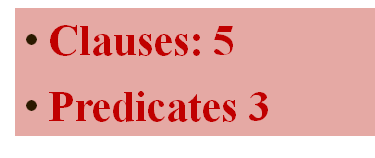 • Clauses: 5
• Predicates 3